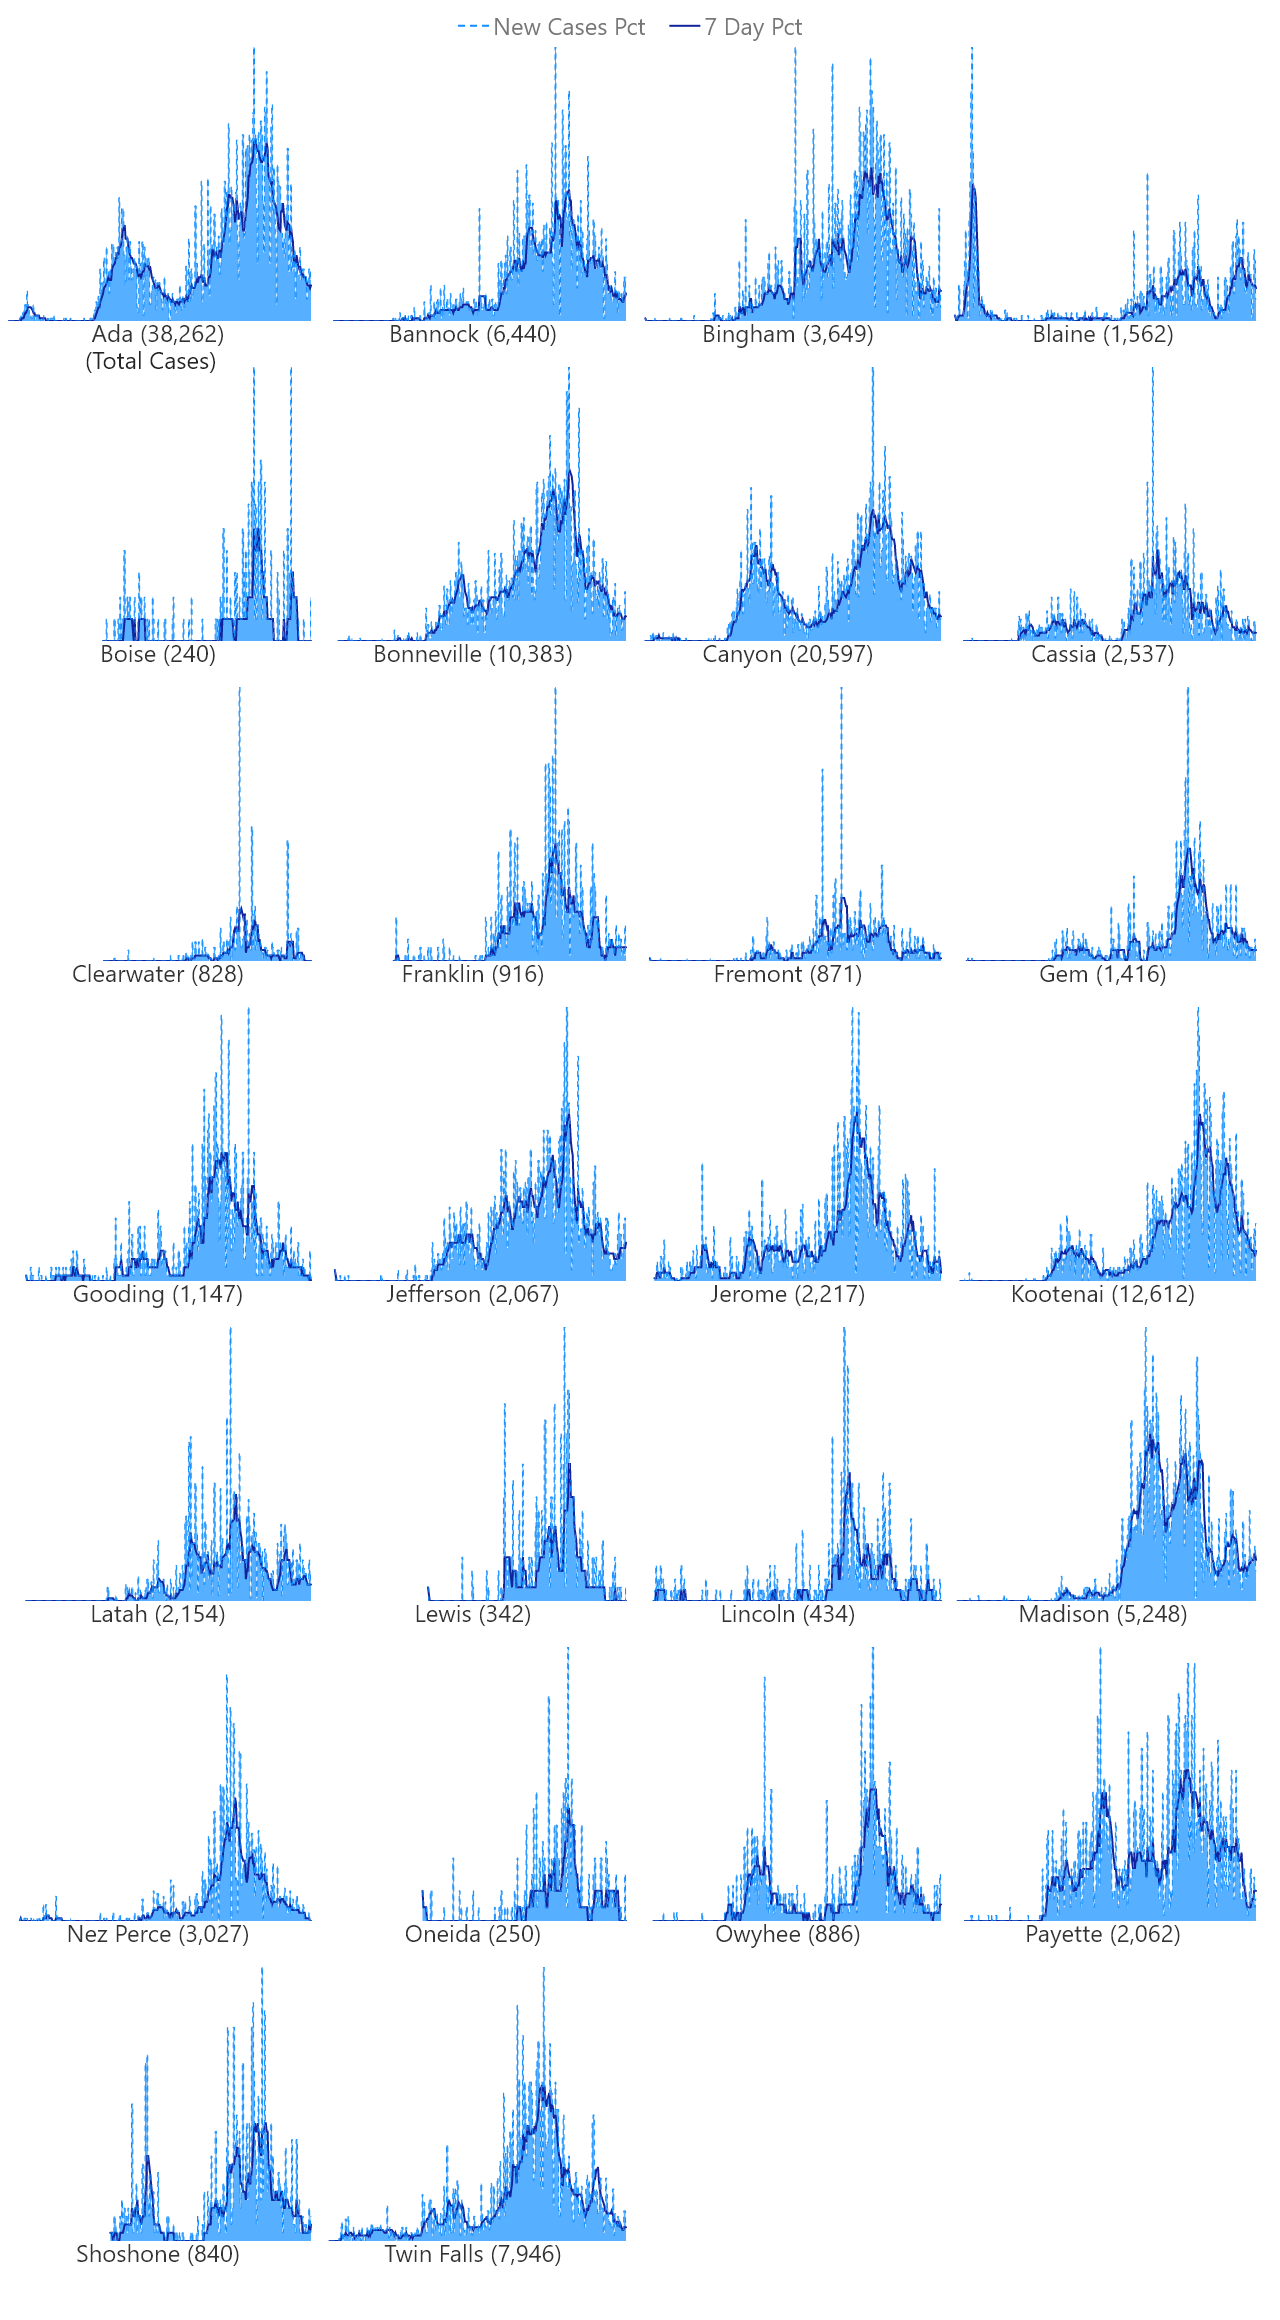 New Cases Pct 7 Day Pct
Ada (38,262) Bannock (6,440) Bingham (3,649) Blaine (1,562)
(Total Cases)
Boise (240) Bonneville (10,383) Canyon (20,597) Cassia (2,537)
Clearwater (828) Franklin (916) Fremont (871) Gem (1,416)
Gooding (1,147) Jefferson (2,067) Jerome (2,217) Kootenai (12,612)
Latah (2,154) Lewis (342) Lincoln (434) Madison (5,248)
Nez Perce (3,027) Oneida (250) Owyhee (886) Payette (2,062)
Shoshone (840) Twin Falls (7,946)